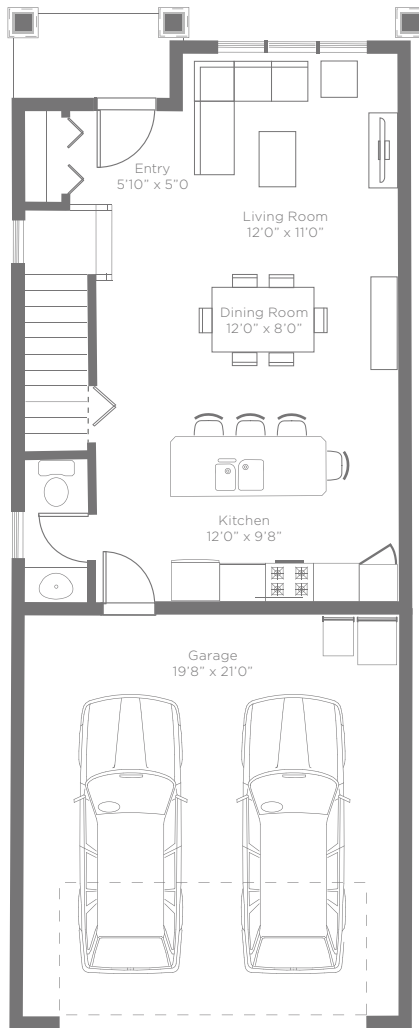 Entry
5'10" x 5"0
Living Room
12'0" x 11'0"
Dining Room
12'0" x 8'0"
Kitchen
12'0" x 9'8"
Garage
19'8" x 21'0"